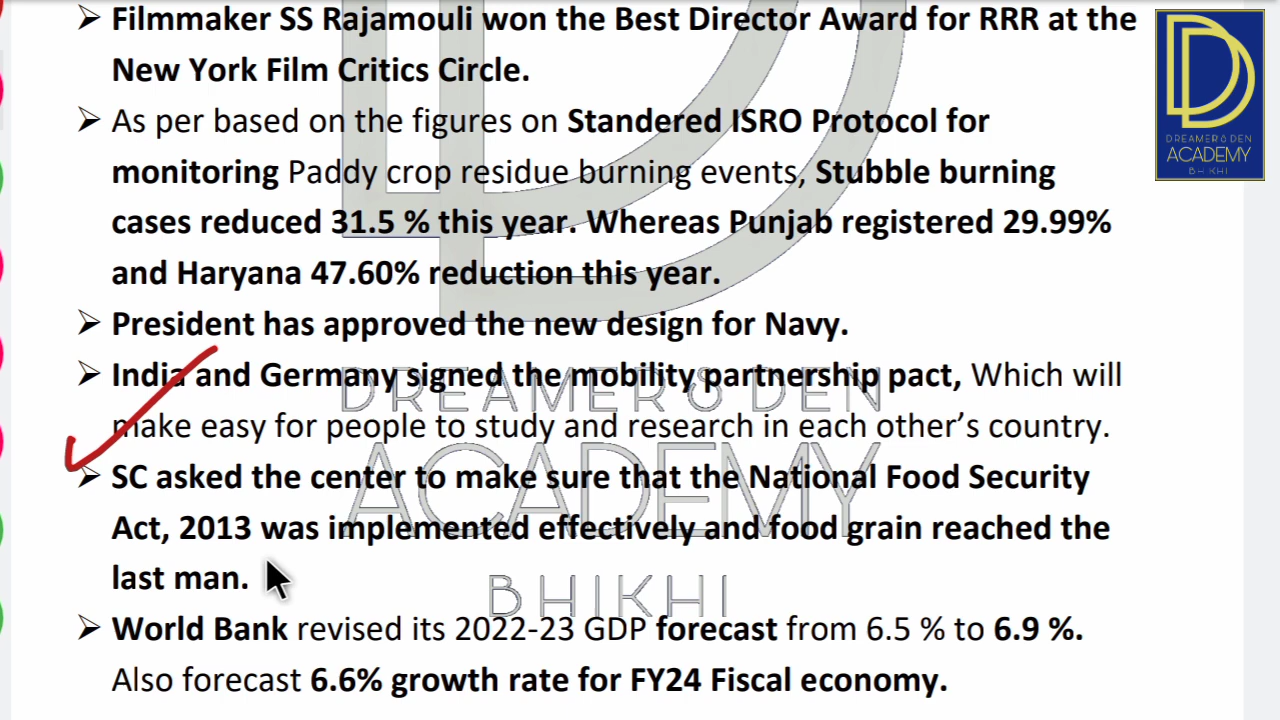 ➢ Filmmaker SS Rajamouli won the Best Director Award for RRR at the
New York Film Critics Circle.
➢ As per based on the figures on Standered ISRO Protocol for
monitoring Paddy crop residue burning events, Stubble burning
cases reduced 31.5 % this year. Whereas Punjab registered 29.99%
and Haryana 47.60% reduction this year.
➢ President has approved the new design for Navy.
➢ India and Germany signed the mobility partnership pact, Which will
make easy for people to study and research in each other’s country.
➢ SC asked the center to make sure that the National Food Security
Act, 2013 was implemented effectively and food grain reached the
last man.
➢ World Bank revised its 2022-23 GDP forecast from 6.5 % to 6.9 %.
Also forecast 6.6% growth rate for FY24 Fiscal economy.
DREAMER'S DEN
ACADEMY
BHIKHI
DREAMER'S DEN
ACADEMY
BHIKHI